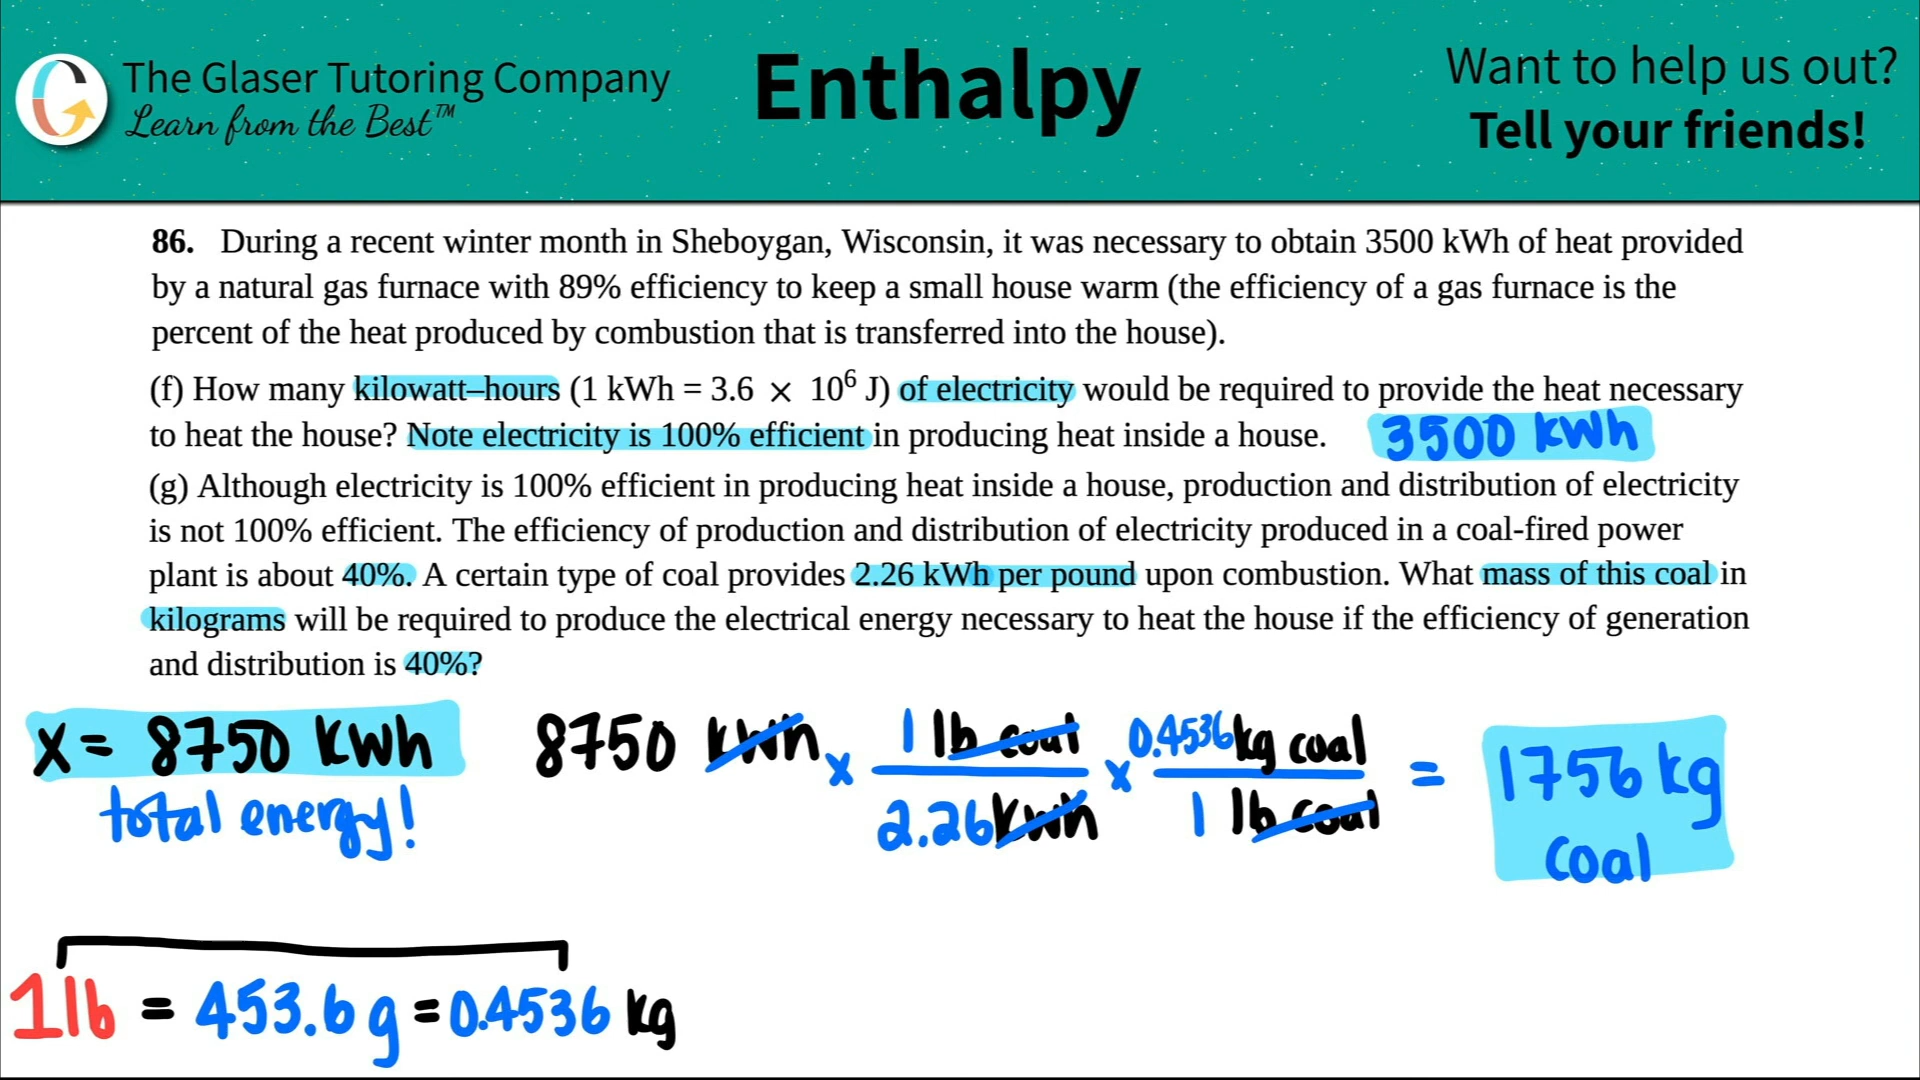 The Glaser Tutoring Company
Learn from the Best™
Enthalpy
Want to help us out?
Tell your friends!
86. During a recent winter month in Sheboygan, Wisconsin, it was necessary to obtain 3500 kWh of heat provided
by a natural gas furnace with 89% efficiency to keep a small house warm (the efficiency of a gas furnace is the
percent of the heat produced by combustion that is transferred into the house).
(f) How many kilowatt–hours (1 kWh = 3.6 × 10⁶ J) of electricity would be required to provide the heat necessary
to heat the house? Note electricity is 100% efficient in producing heat inside a house. 3500 kWh
(g) Although electricity is 100% efficient in producing heat inside a house, production and distribution of electricity
is not 100% efficient. The efficiency of production and distribution of electricity produced in a coal-fired power
plant is about 40%. A certain type of coal provides 2.26 kWh per pound upon combustion. What mass of this coal in
kilograms will be required to produce the electrical energy necessary to heat the house if the efficiency of generation
and distribution is 40%?
x = 8750 kWh
total energy!
8750 kWh x 1 lb coal x 0.4536 kg coal = 1756 kg
2.26 kWh 1 lb coal coal
1 lb = 453.6 g = 0.4536 kg